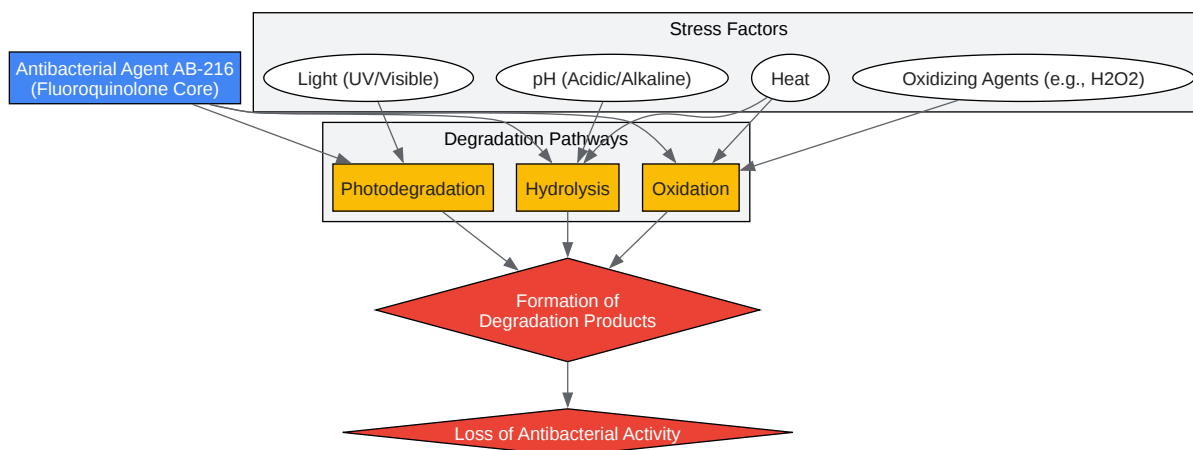 Stress Factors
Antibacterial Agent AB-216
(Fluoroquinolone Core)
Light (UV/Visible)
pH (Acidic/Alkaline)
Heat
Oxidizing Agents (e.g., H2O2)
Degradation Pathways
Photodegradation
Hydrolysis
Oxidation
Formation of
Degradation Products
Loss of Antibacterial Activity